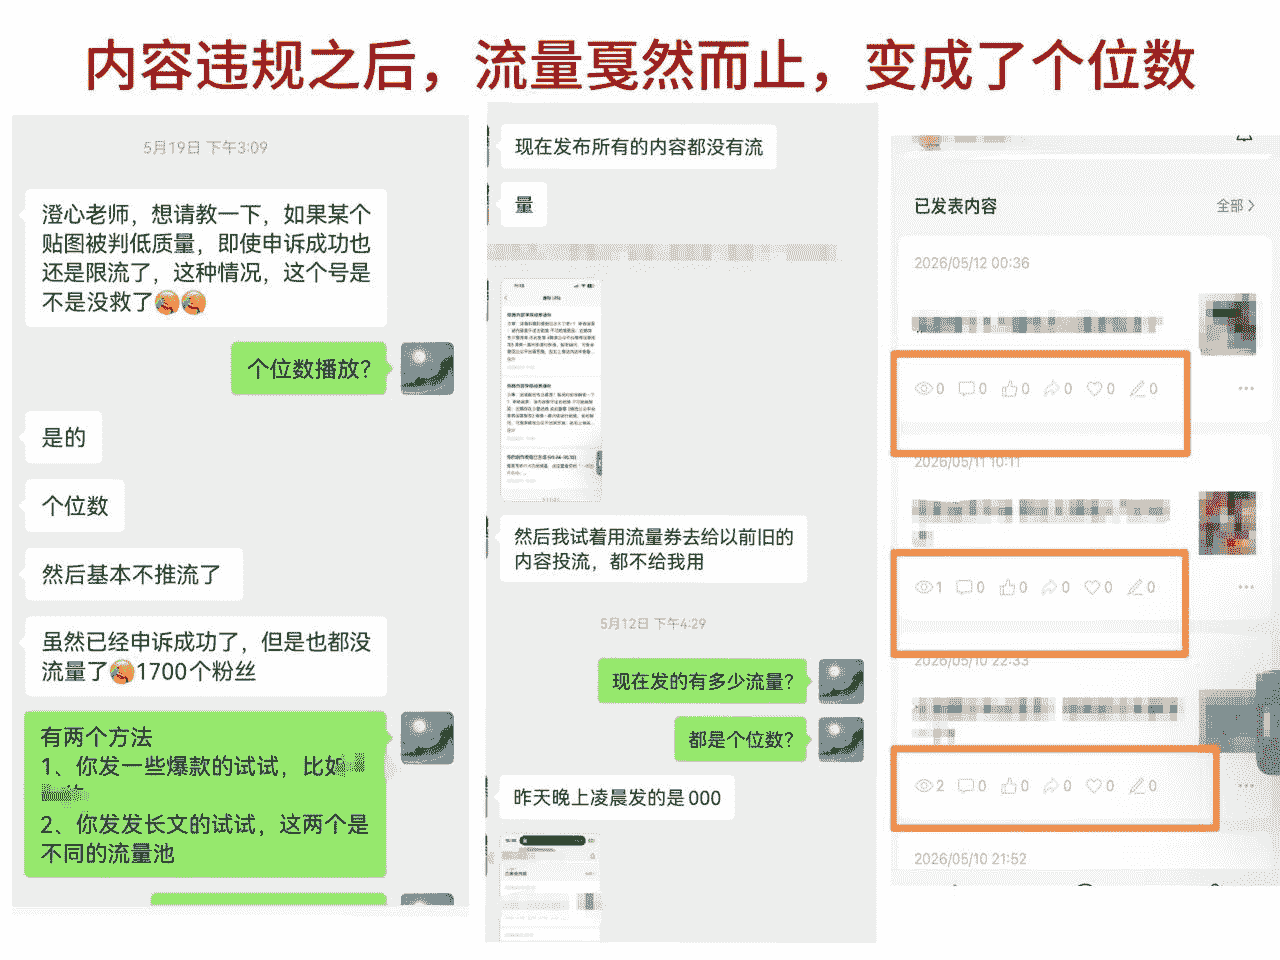 内容违规之后，流量戛然而止，变成了个位数
5月19日 下午3:09
澄心老师，想请教一下，如果某个
贴图被判低质量，即使申诉成功也
还是限流了，这种情况，这个号是
不是没救了
个位数播放？
是的
个位数
然后基本不推流了
虽然已经申诉成功了，但是也都没
流量了1700个粉丝
有两个方法
1、你发一些爆款的试试，比如
2、你发发长文的试试，这两个是
不同的流量池
现在发布所有的内容都没有流
量
然后我试着用流量券去给以前旧的
内容投流，都不给我用
5月12日 下午4:29
现在发的有多少流量？
都是个位数？
昨天晚上凌晨发的是000
已发表内容
全部
2026/05/12 00:36
0 0 0 0 0 0
2026/05/11 10:11
1 0 0 0 0 0
2026/05/10 22:33
2 0 0 0 0 0
2026/05/10 21:52